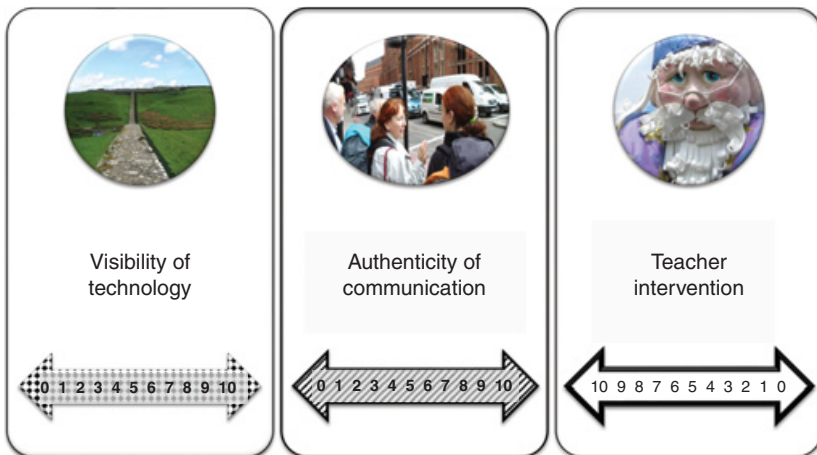 Visibility of
technology
0 1 2 3 4 5 6 7 8 9 10
Authenticity of
communication
0 1 2 3 4 5 6 7 8 9 10
Teacher
intervention
10 9 8 7 6 5 4 3 2 1 0